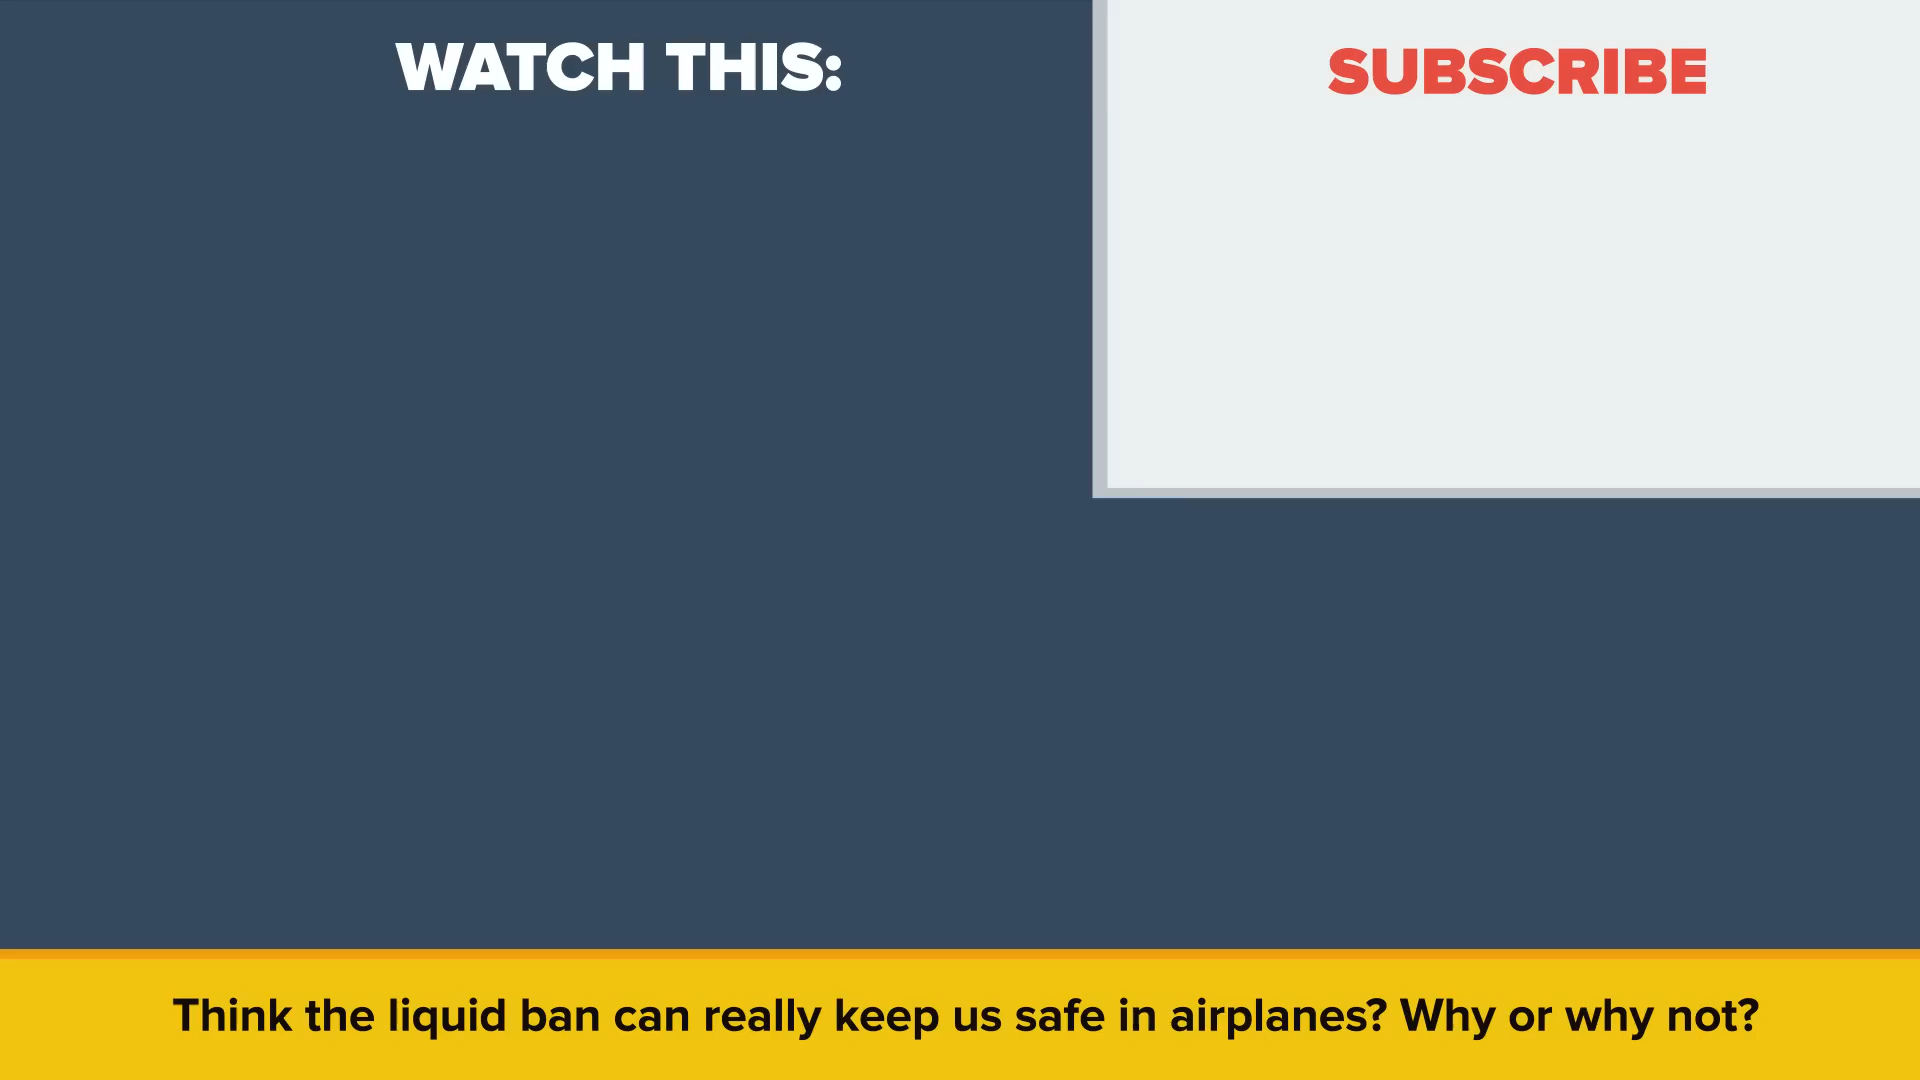 WATCH THIS:
SUBSCRIBE
Think the liquid ban can really keep us safe in airplanes? Why or why not?